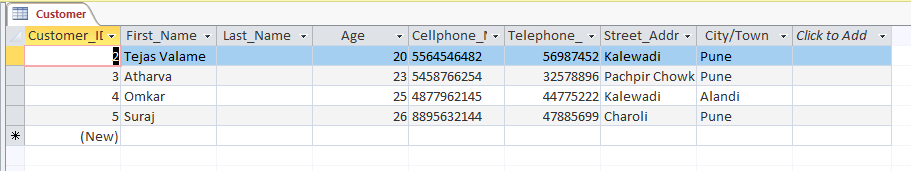 Customer
Customer_ID First_Name Last_Name Age Cellphone_N Telephone_ Street_Addr City/Town Click to Add
2 Tejas Valame 20 5564546482 56987452 Kalewadi Pune
3 Atharva 23 5458766254 32578896 Pachpir Chowk Pune
4 Omkar 25 4877962145 44775222 Kalewadi Alandi
5 Suraj 26 8895632144 47885699 Charoli Pune
* (New)